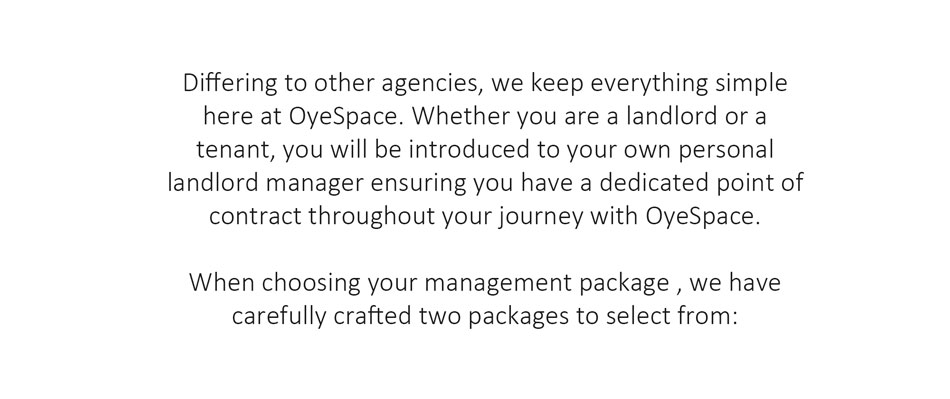 Differing to other agencies, we keep everything simple
here at OyeSpace. Whether you are a landlord or a
tenant, you will be introduced to your own personal
landlord manager ensuring you have a dedicated point of
contract throughout your journey with OyeSpace.
When choosing your management package , we have
carefully crafted two packages to select from: